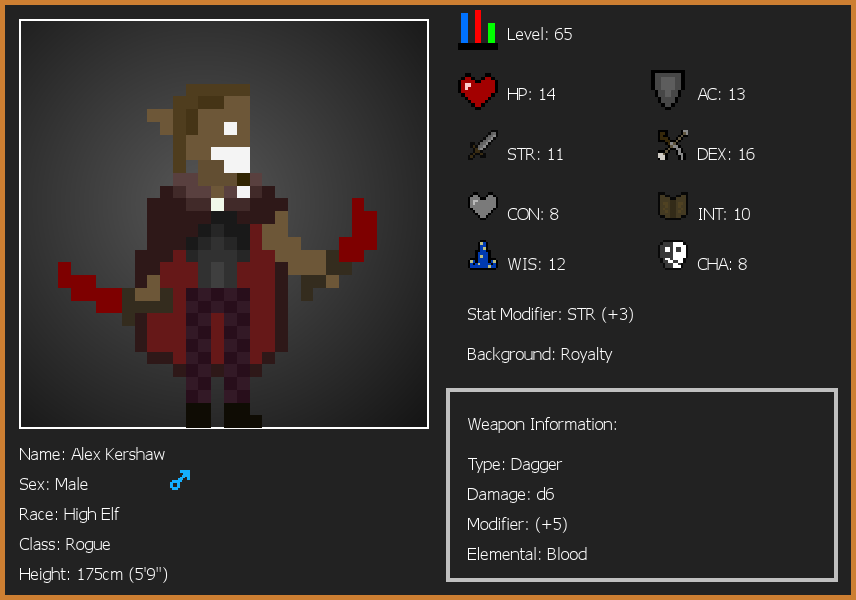 Level: 65
HP: 14
AC: 13
STR: 11
DEX: 16
CON: 8
INT: 10
WIS: 12
CHA: 8
Stat Modifier: STR (+3)
Background: Royalty
Weapon Information:
Type: Dagger
Damage: d6
Modifier: (+5)
Elemental: Blood
Name: Alex Kershaw
Sex: Male
Race: High Elf
Class: Rogue
Height: 175cm (5'9")